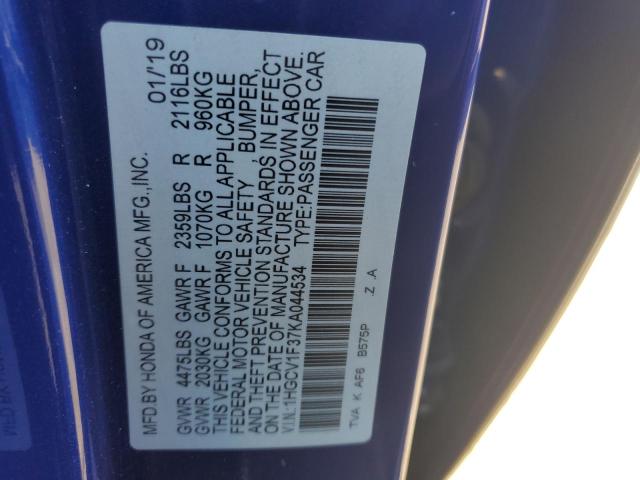 MFD.BY HONDA OF AMERICA MFG.,INC. 01/'19
GVWR 4475LBS GAWR F 2359LBS R 2116LBS
GVWR 2030KG GAWR F 1070KG R 960KG
THIS VEHICLE CONFORMS TO ALL APPLICABLE
FEDERAL MOTOR VEHICLE SAFETY , BUMPER,
AND THEFT PREVENTION STANDARDS IN EFFECT
ON THE DATE OF MANUFACTURE SHOWN ABOVE.
V.I.N.:1HGCV1F37KA044534 TYPE:PASSENGER CAR
TVA K AF6 B575P .Z .A